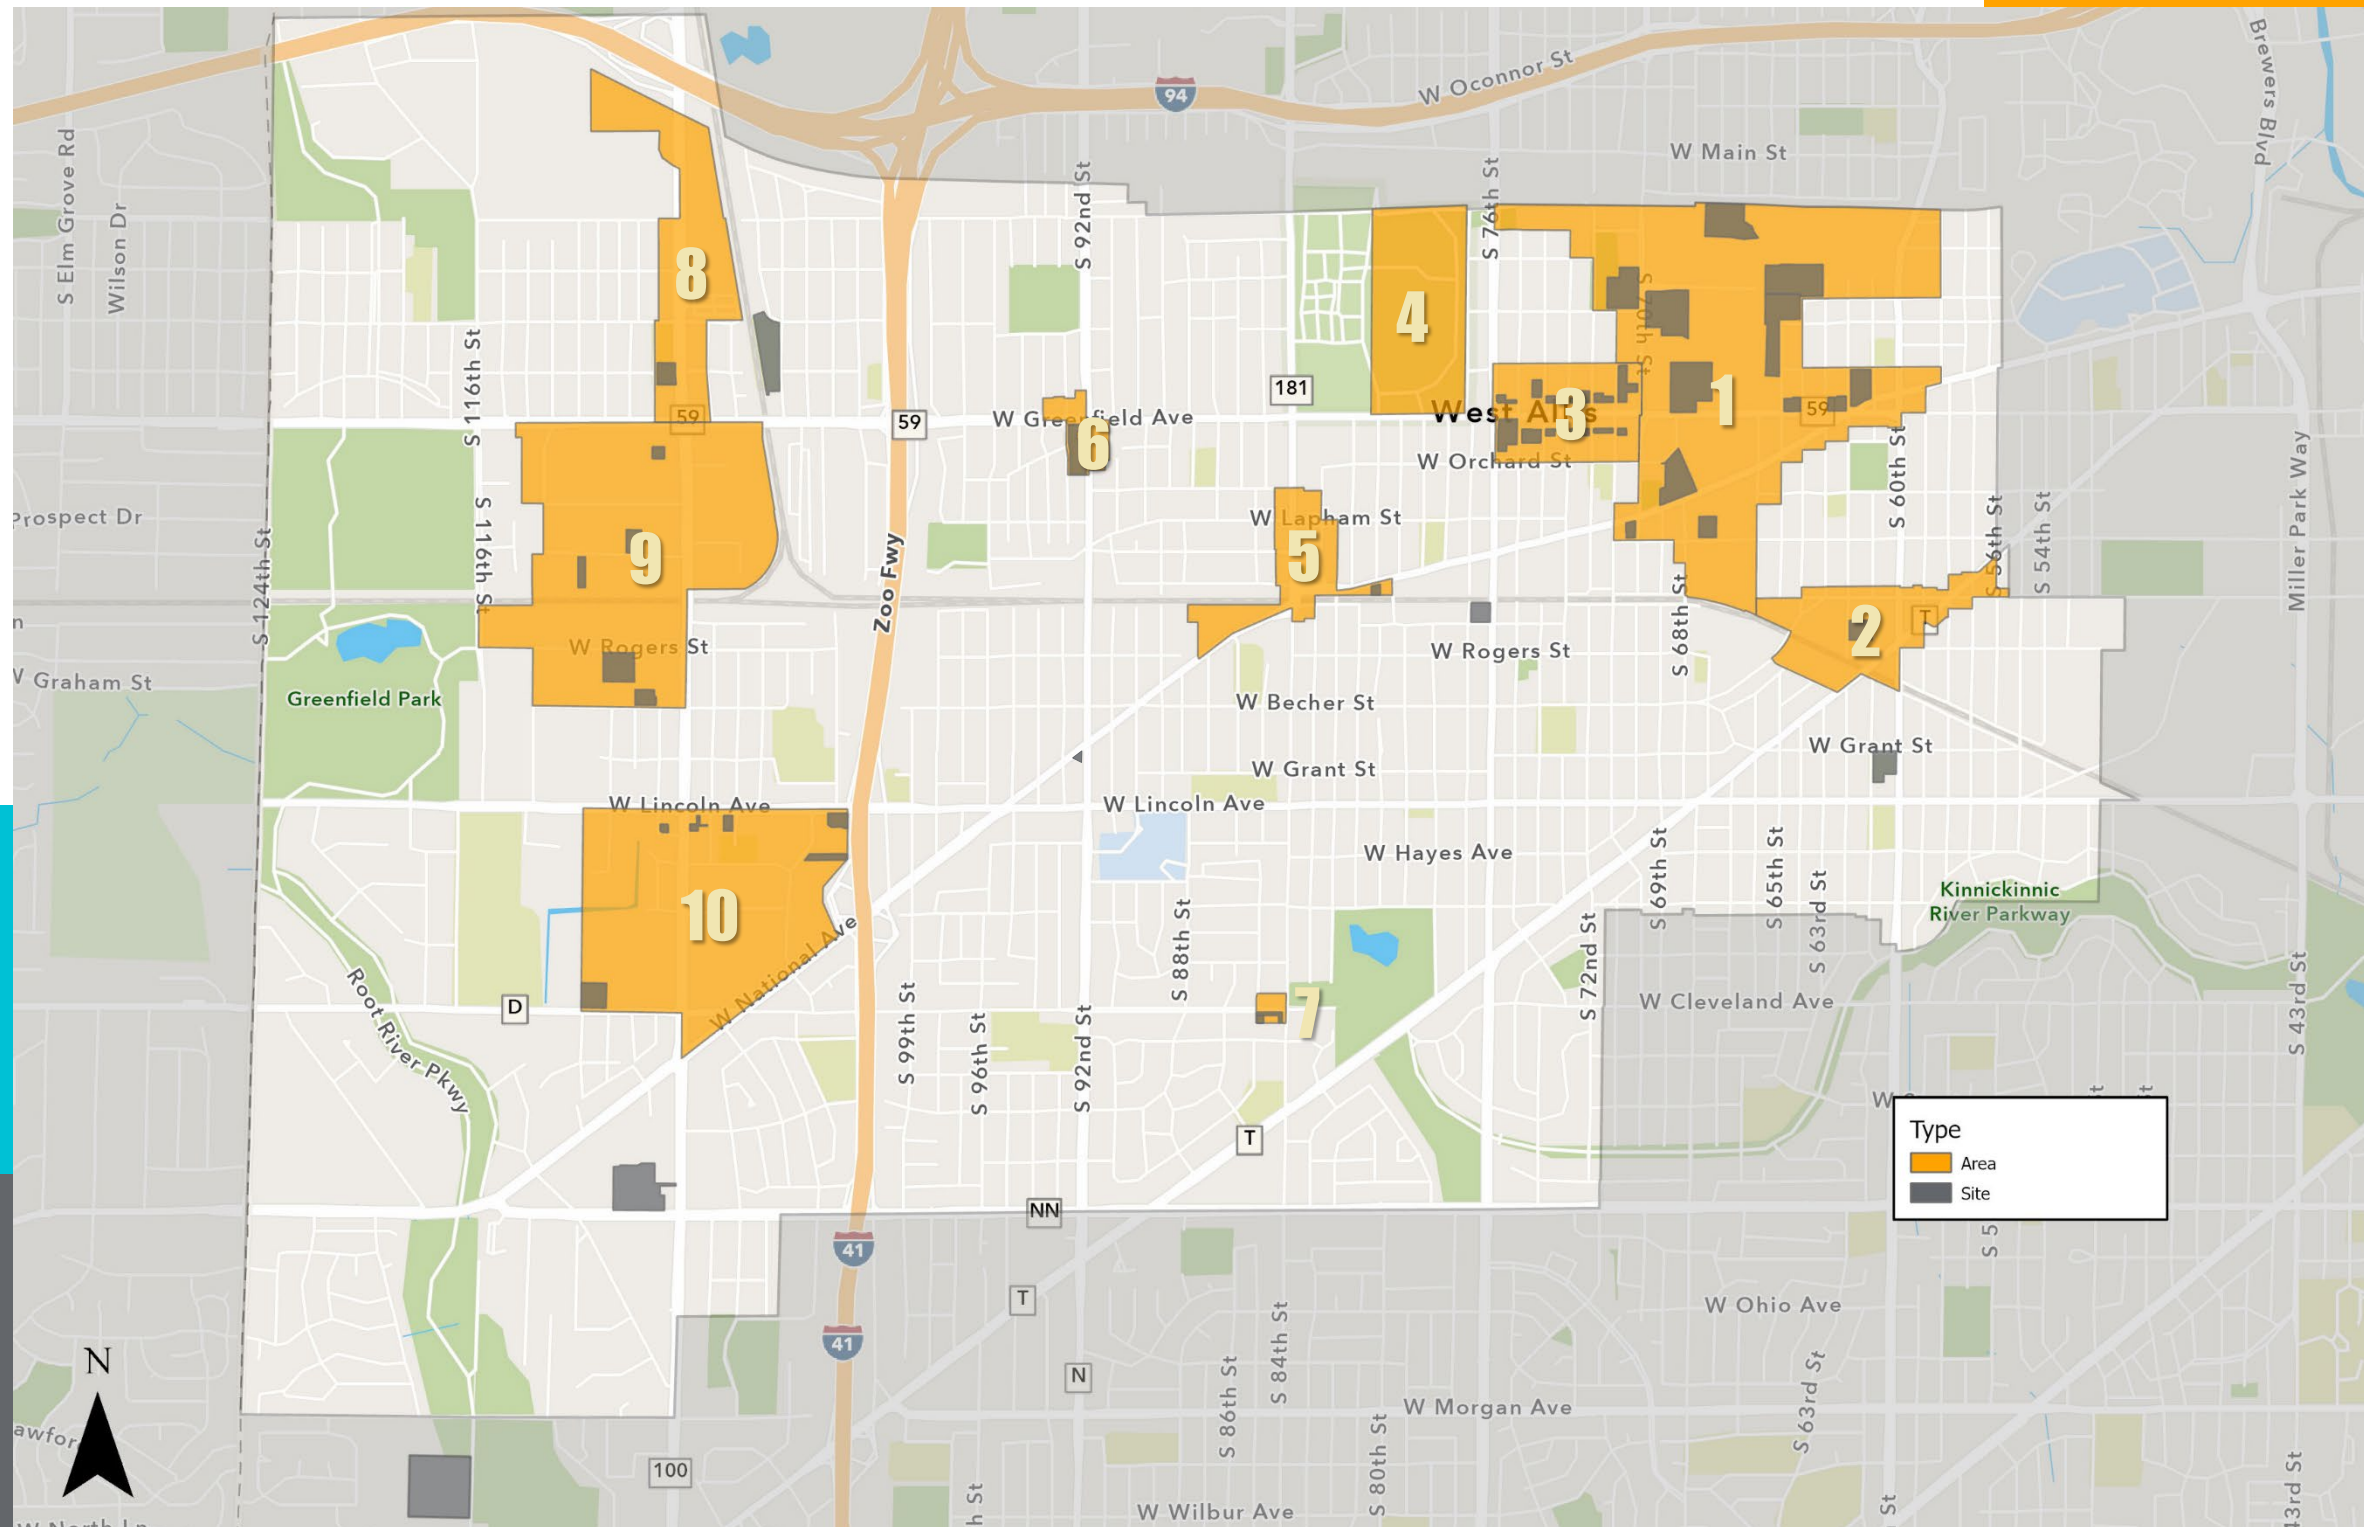 Brewers Blvd
W Oconnor St
94
W Main St
S Elm Grove Rd
Wilson Dr
S 92nd St
S 76th St
8
4
S 70th St
S 116th St
181
1
59
59
59
W Greenfield Ave
West Allis
3
6
W Orchard St
S 60th St
Miller Park Way
Prospect Dr
S 124th St
S 116th St
W Lapham St
S 56th St
S 54th St
9
5
Zoo Fwy
S 68th St
2
T
W Rogers St
W Rogers St
W Graham St
Greenfield Park
W Becher St
W Grant St
W Grant St
W Lincoln Ave
W Lincoln Ave
W Hayes Ave
S 69th St
S 65th St
S 63rd St
Kinnickinnic
River Parkway
10
S 88th St
S 72nd St
S 43rd St
W National Ave
D
S 99th St
S 96th St
S 92nd St
7
W Cleveland Ave
Root River Pkwy
T
Type
Area
Site
NN
41
T
W Ohio Ave
41
N
N
S 86th St
S 84th St
S 80th St
W Morgan Ave
S 63rd St
100
W Wilbur Ave